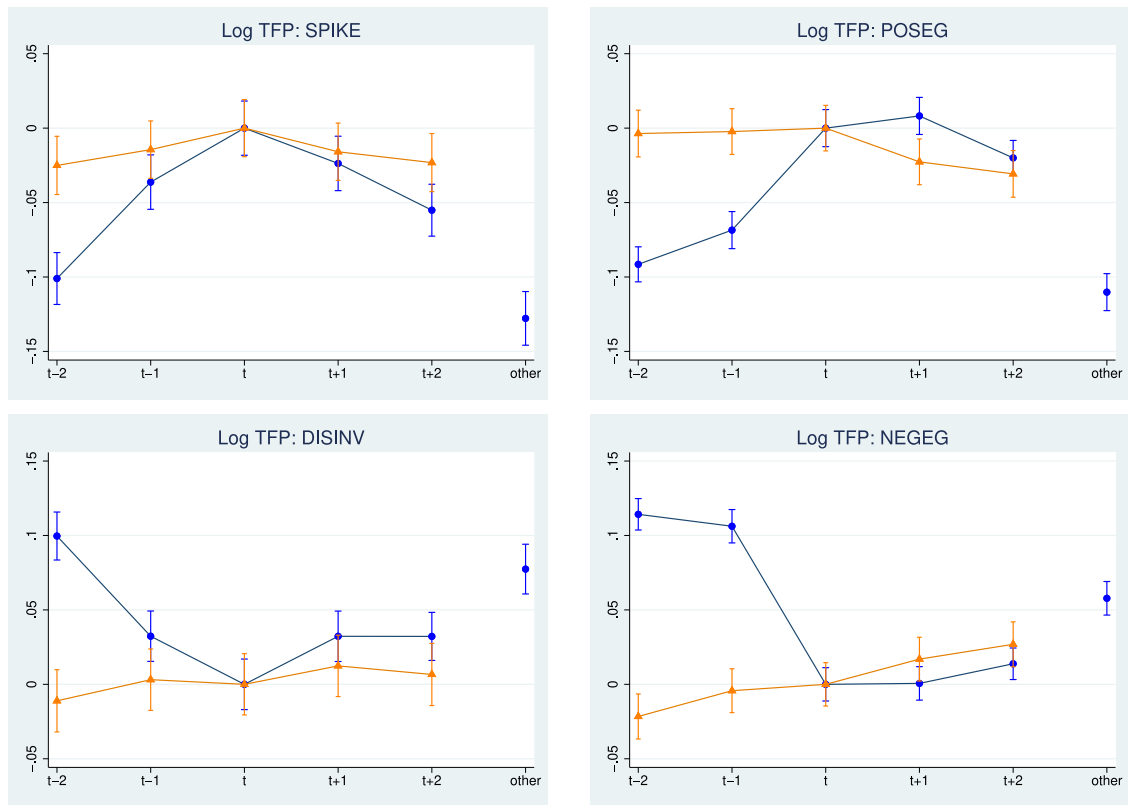 Log TFP: SPIKE
.05
0
−.05
−.1
−.15
t−2 t−1 t t+1 t+2 other
Log TFP: POSEG
.05
0
−.05
−.1
−.15
t−2 t−1 t t+1 t+2 other
Log TFP: DISINV
.15
.1
.05
0
−.05
t−2 t−1 t t+1 t+2 other
Log TFP: NEGEG
.15
.1
.05
0
−.05
t−2 t−1 t t+1 t+2 other